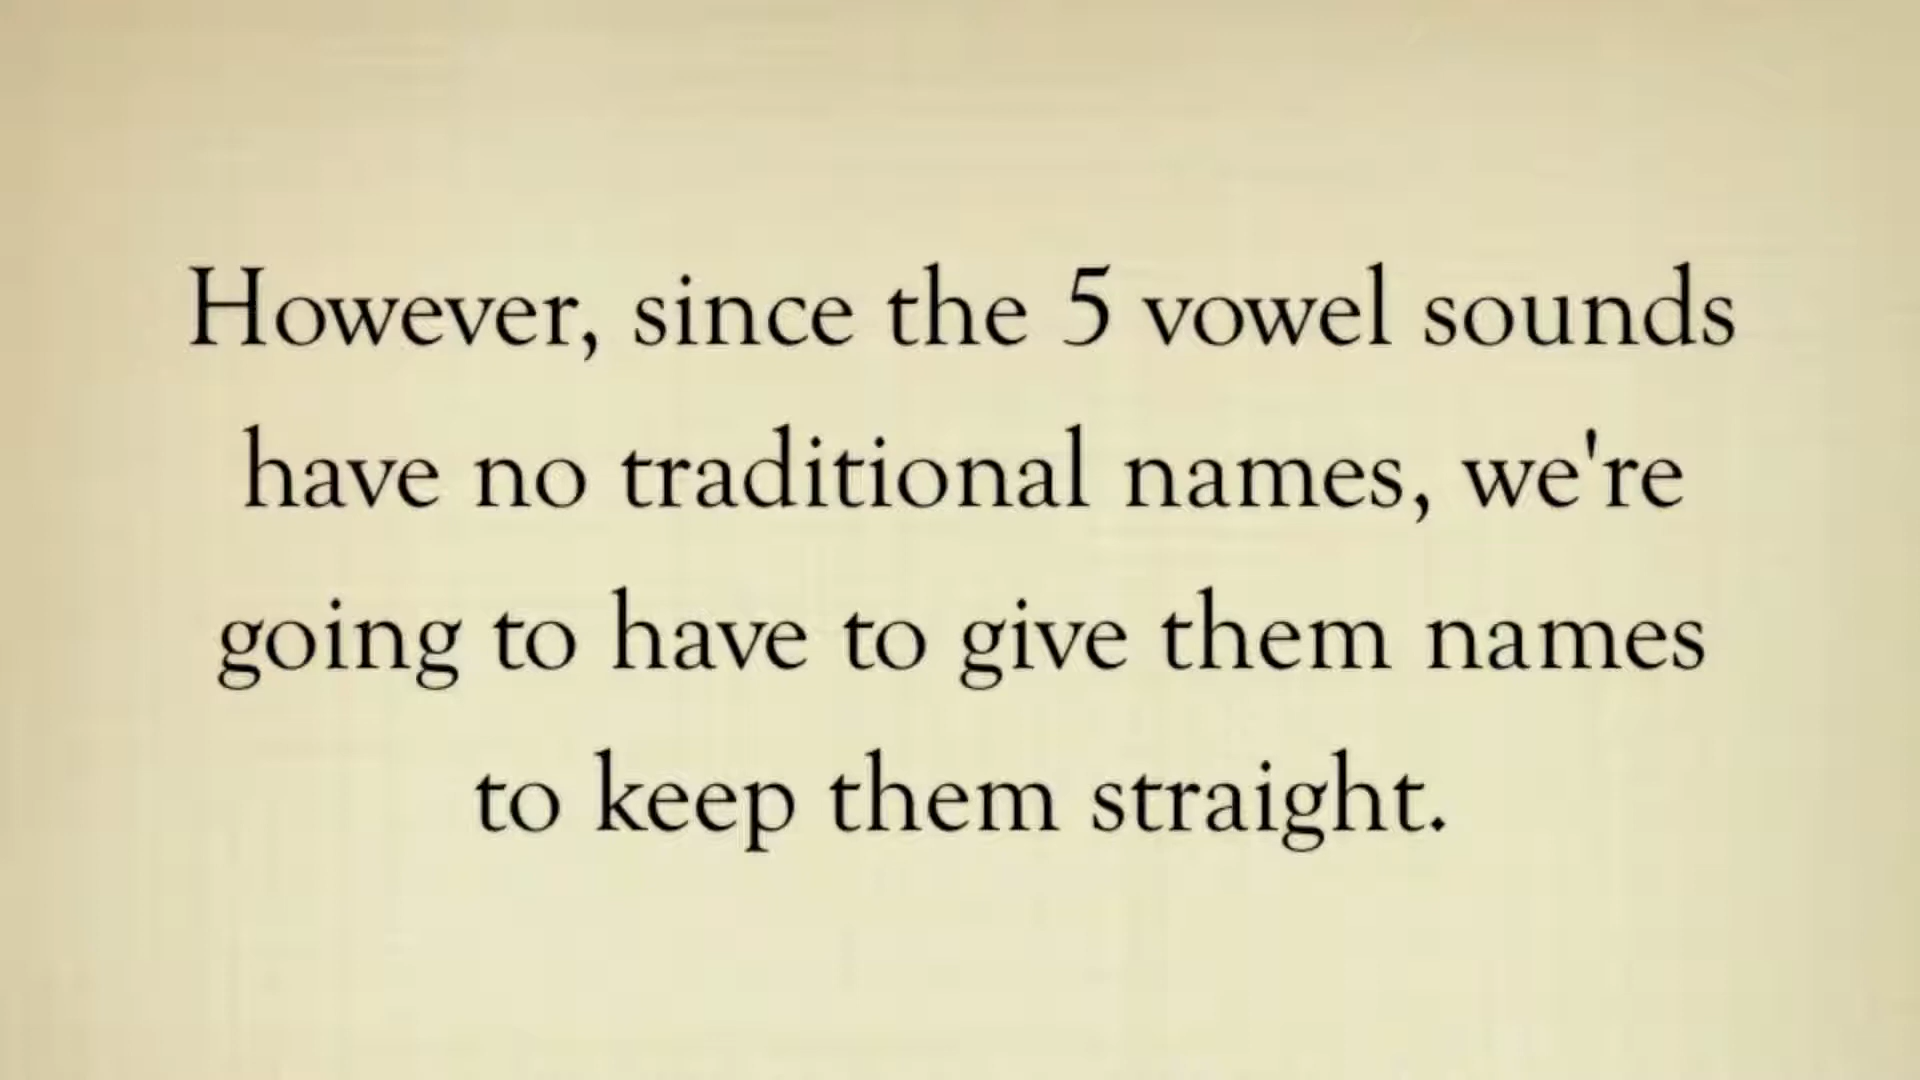 However, since the 5 vowel sounds
have no traditional names, we're
going to have to give them names
to keep them straight.